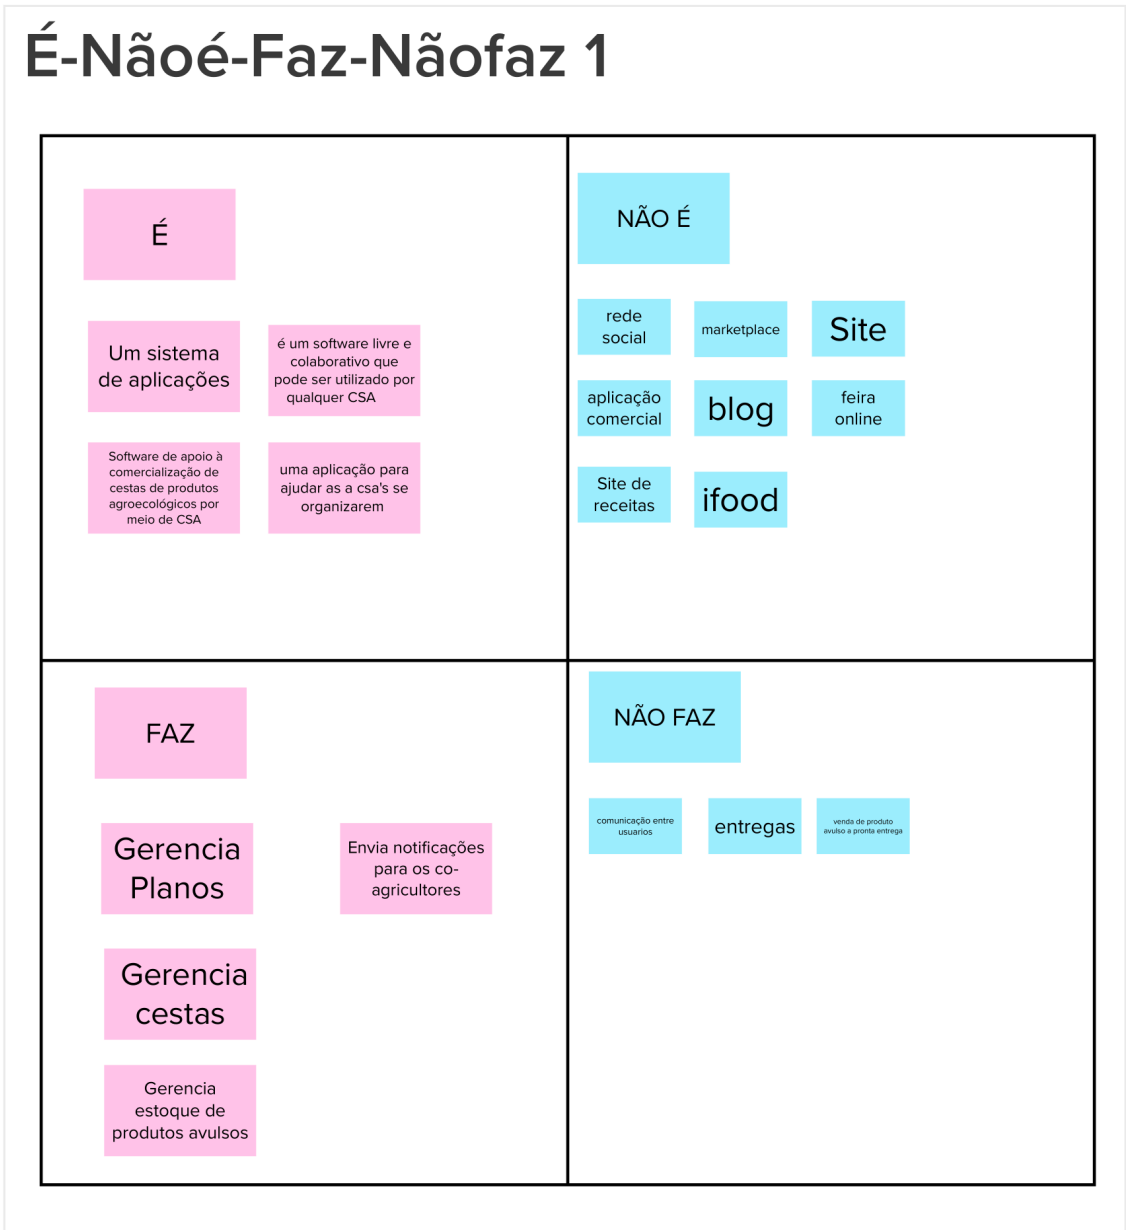 É-Nãoé-Faz-Nãofaz 1
É
Um sistema
de aplicações
é um software livre e
colaborativo que
pode ser utilizado por
qualquer CSA
Software de apoio à
comercialização de
cestas de produtos
agroecológicos por
meio de CSA
uma aplicação para
ajudar as a csa's se
organizarem
NÃO É
rede
social
marketplace
Site
aplicação
comercial
blog
feira
online
Site de
receitas
ifood
FAZ
Gerencia
Planos
Envia notificações
para os co-
agricultores
Gerencia
cestas
Gerencia
estoque de
produtos avulsos
NÃO FAZ
comunicação entre
usuarios
entregas
venda de produto
avulso a pronta entrega